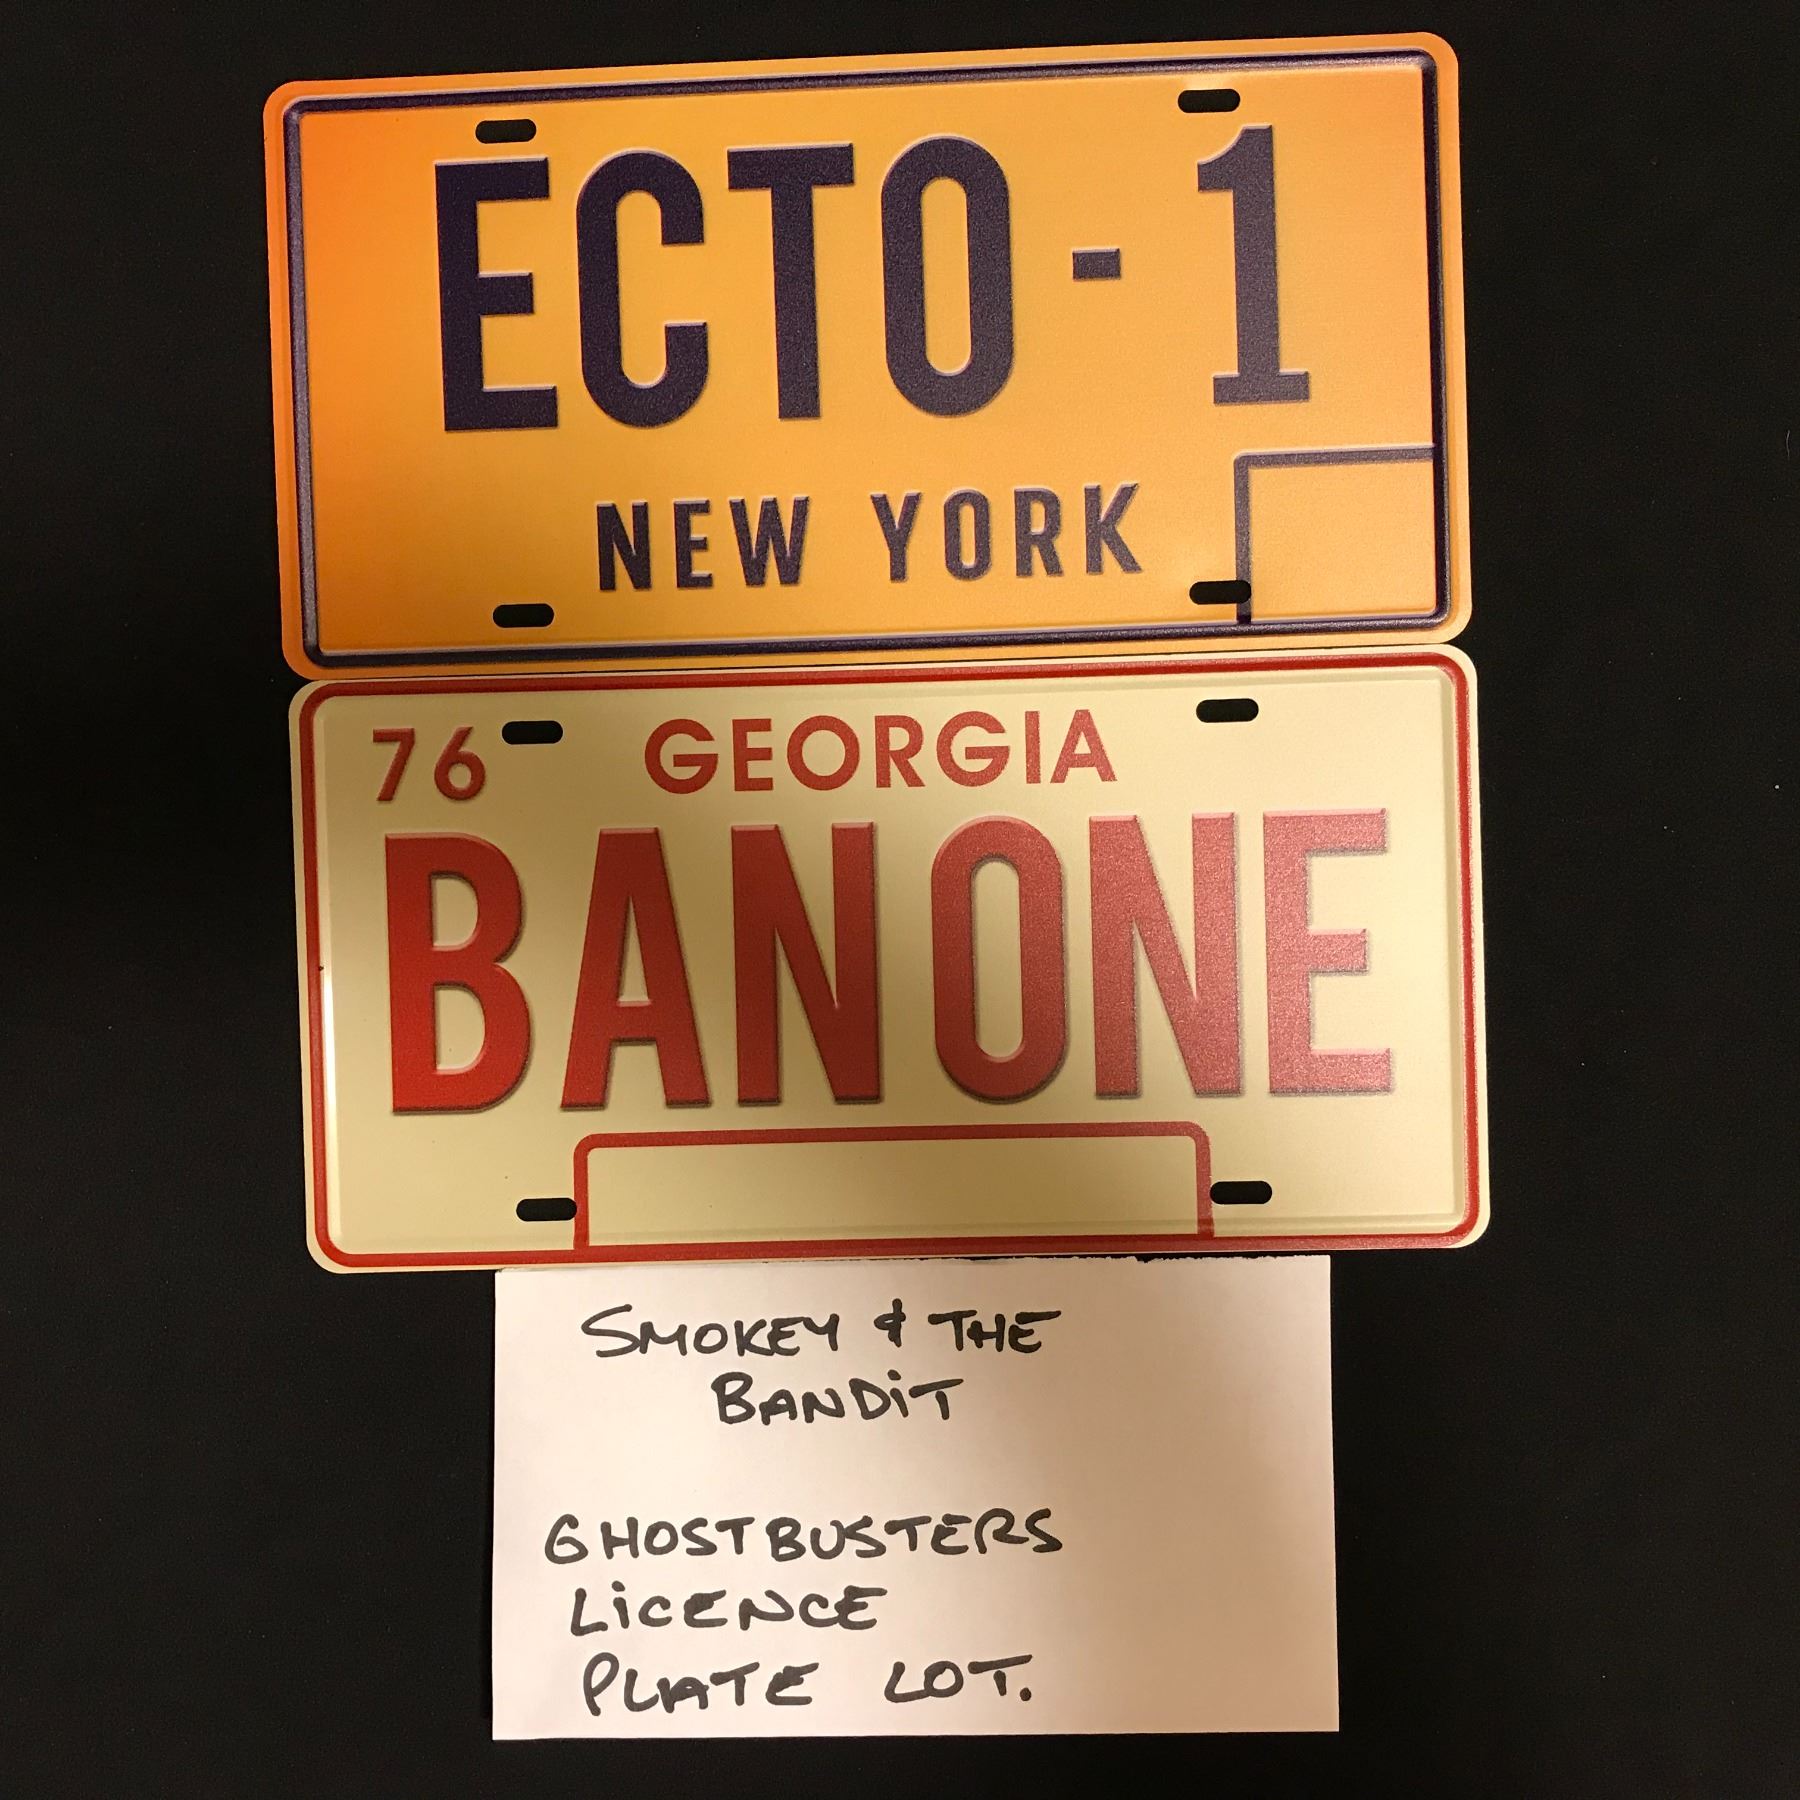 ECTO-1
NEW YORK
76 GEORGIA
BANONE
SMOKEY & THE
BANDiT
GHOSTBUSTERS
LiCENCE
PLATE LOT.